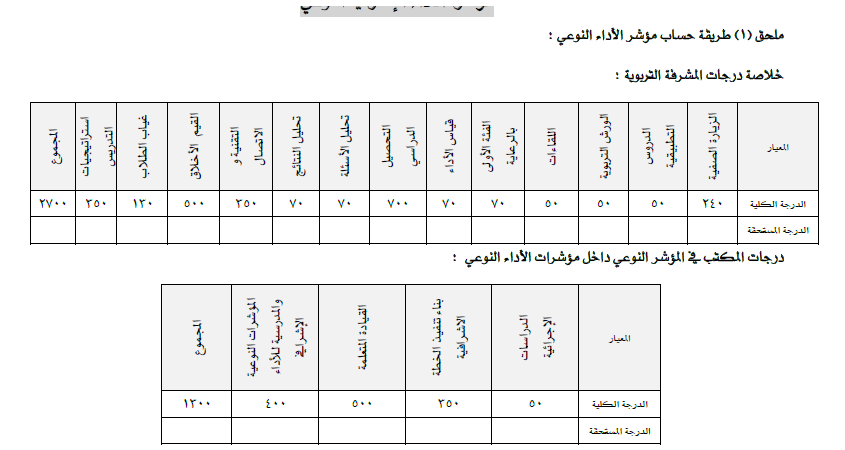 ملحق (١) طريقة حساب مؤشر الأداء النوعي :
خلاصة درجات المشرفة التربوية :
المعيار
الزيارة الصفية
الدروس
التطبيقية
الورش التربوية
اللقاءات
الفئة الأولى
بالرعاية
قياس الأداء
التحصيل
الدراسي
تحليل الأسئلة
تحليل النتائج
التقنية و
الاتصال
القيم الأخلاق
غياب الطلاب
استراتيجيات
التدريس
المجموع
الدرجة الكلية ٢٤٠ ٥٠ ٥٠ ٥٠ ٧٠ ٧٠ ٧٠٠ ٧٠ ٧٠ ٣٥٠ ٥٠٠ ١٣٠ ٣٥٠ ٢٧٠٠
الدرجة المستحقة
درجات المكتب في المؤشر النوعي داخل مؤشرات الأداء النوعي :
المعيار
الدراسات
الإجرائية
بناء تنفيذ الخطة
الاشرافية
القيادة المتعلمة
المؤشرات النوعية
والمدرسية للأداء
الإشرافي
المجموع
الدرجة الكلية ٥٠ ٣٥٠ ٥٠٠ ٤٠٠ ١٣٠٠
الدرجة المستحقة